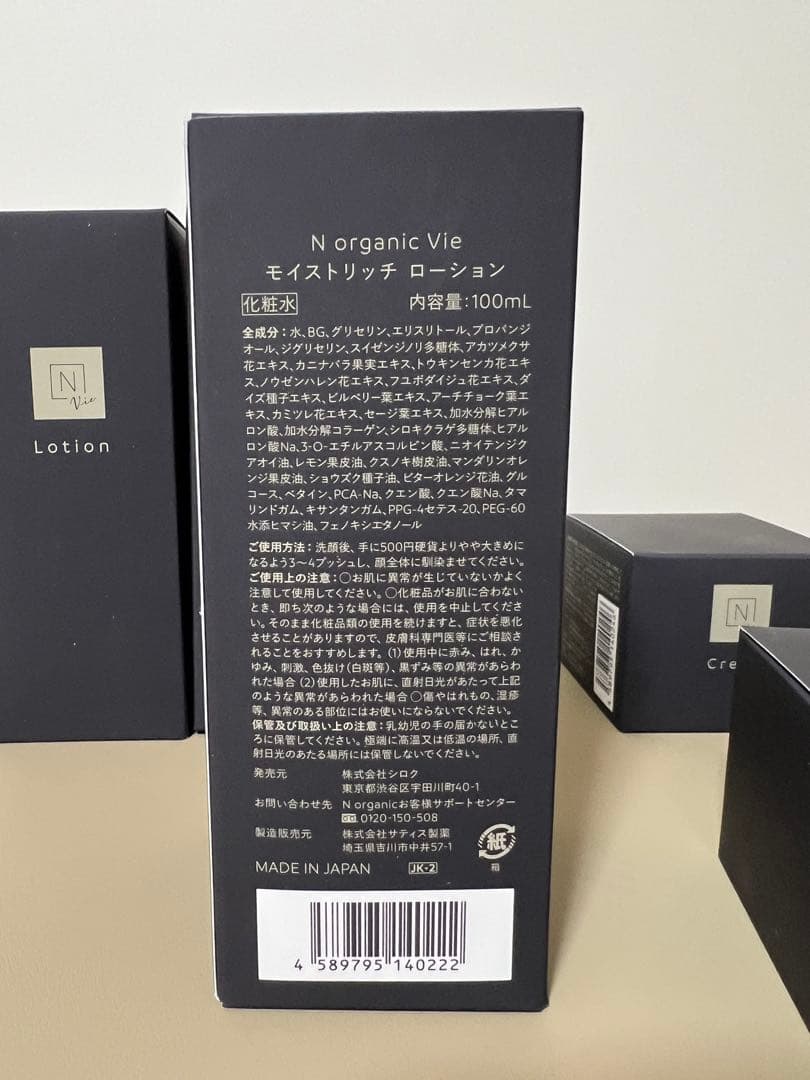 N organic Vie
モイストリッチ ローション
化粧水 内容量:100mL
全成分:水、BG、グリセリン、エリスリトール、プロパンジ
オール、ジグリセリン、スイゼンジノリ多糖体、アカツメクサ
花エキス、カニナバラ果実エキス、トウキンセンカ花エキ
ス、ノウゼンハレン花エキス、フユボダイジュ花エキス、ダ
イズ種子エキス、ビルベリー葉エキス、アーチチョーク葉エ
キス、カミツレ花エキス、セージ葉エキス、加水分解ヒアル
ロン酸、加水分解コラーゲン、シロキクラゲ多糖体、ヒアル
ロン酸Na、3-O-エチルアスコルビン酸、ニオイテンジク
アオイ油、レモン果皮油、クスノキ樹皮油、マンダリンオレ
ンジ果皮油、ショウズク種子油、ビターオレンジ花油、グル
コース、ベタイン、PCA-Na、クエン酸、クエン酸Na、タマ
リンドガム、キサンタンガム、PPG-4セテス-20、PEG-60
水添ヒマシ油、フェノキシエタノール
ご使用方法:洗顔後、手に500円硬貨よりやや大きめに
なるよう3〜4プッシュし、顔全体に馴染ませてください。
ご使用上の注意:○お肌に異常が生じていないかよく
注意して使用してください。○化粧品がお肌に合わない
とき、即ち次のような場合には、使用を中止してくださ
い。そのまま化粧品類の使用を続けますと、症状を悪化
させることがありますので、皮膚科専門医等にご相談さ
れることをおすすめします。(1)使用中に赤み、はれ、か
ゆみ、刺激、色抜け(白斑等)、黒ずみ等の異常があらわ
れた場合 (2)使用したお肌に、直射日光があたって上記
のような異常があらわれた場合 ○傷やはれもの、湿疹
等、異常のある部位にはお使いにならないでください。
保管及び取扱い上の注意:乳幼児の手の届かないとこ
ろに保管してください。極端に高温又は低温の場所、直
射日光のあたる場所には保管しないでください。
発売元 株式会社シロク
東京都渋谷区宇田川町40-1
お問い合わせ先 N organicお客様サポートセンター
0120-150-508
製造販売元 株式会社サティス製薬
埼玉県吉川市中井57-1
紙
箱
MADE IN JAPAN JK-2
4 589795 140222
N
Vie
Lotion
N
Cre